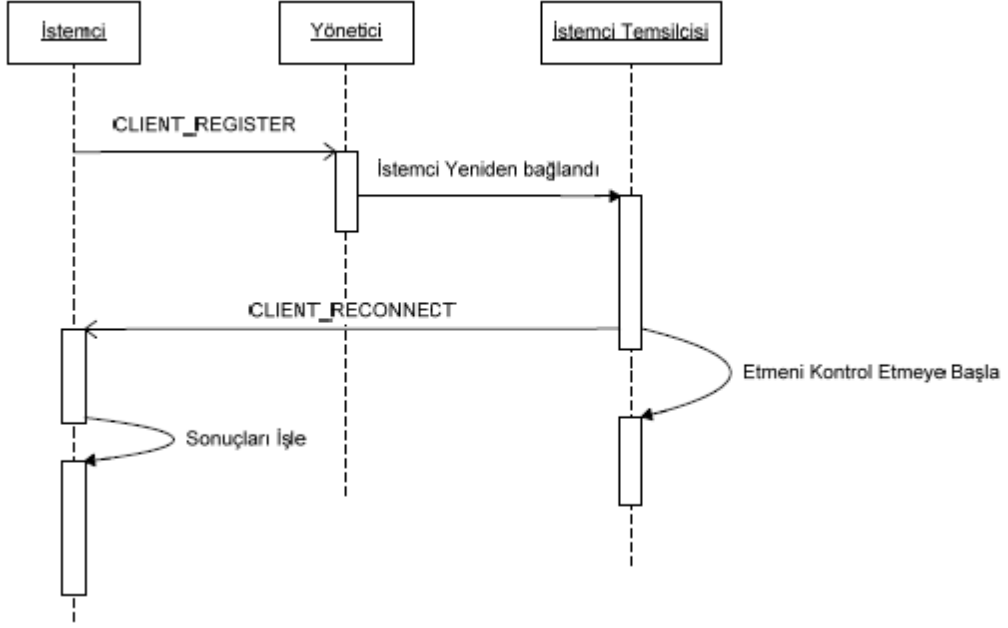 İstemci
Yönetici
İstemci Temsilcisi
CLIENT_REGISTER
İstemci Yeniden bağlandı
CLIENT_RECONNECT
Etmeni Kontrol Etmeye Başla
Sonuçları İşle